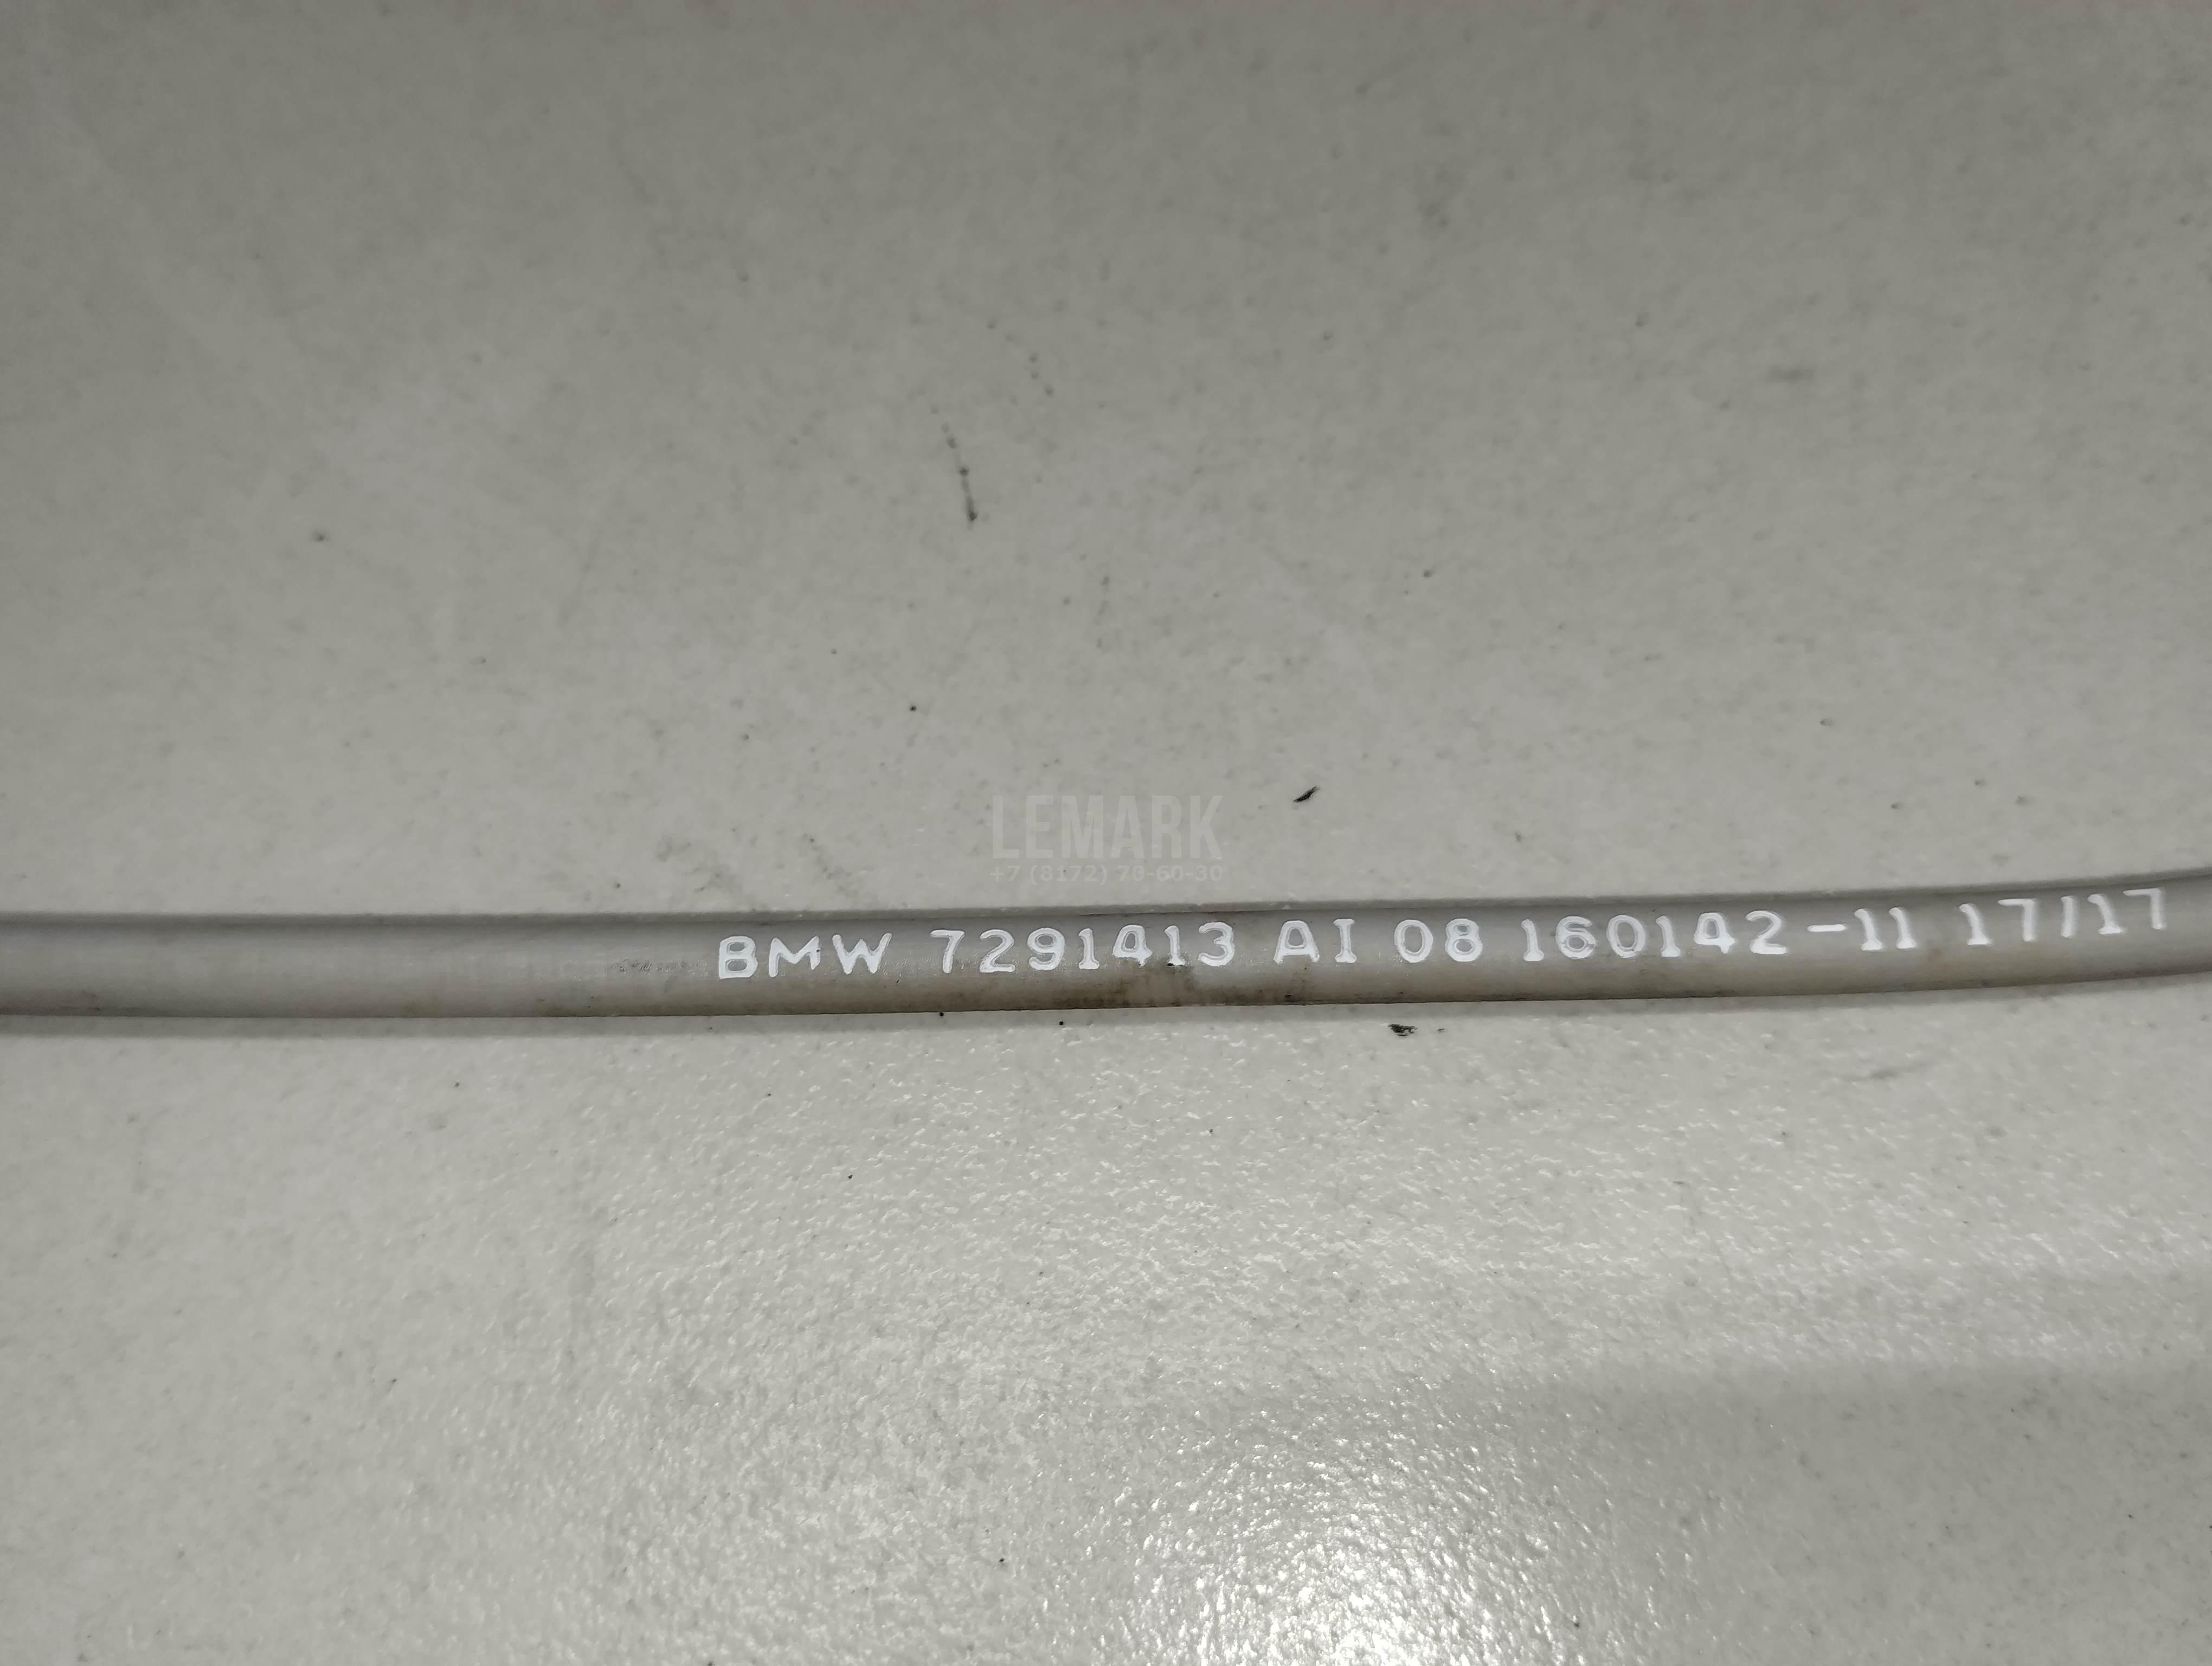 LEMARK
+7 (8172) 78-60-30
BMW 7291413 AI 08 160142-11 17/17